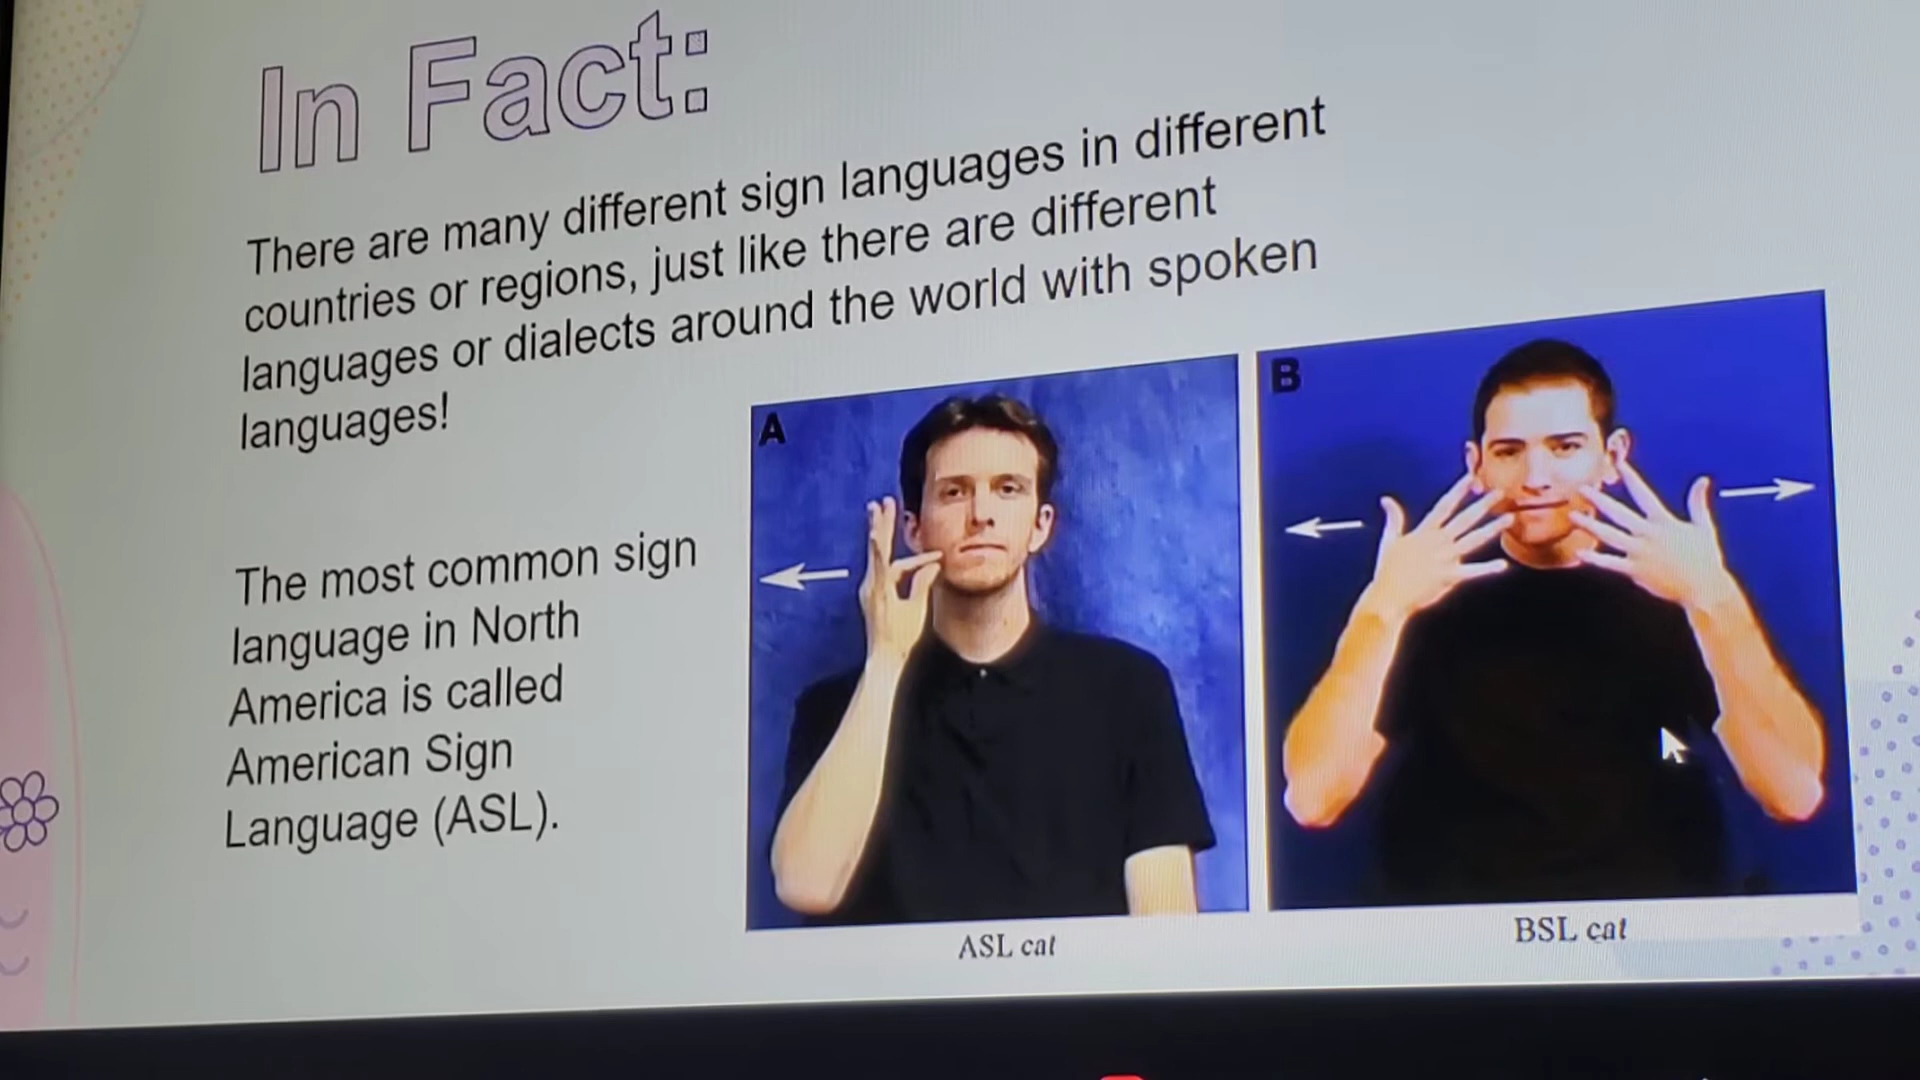 In Fact:
There are many different sign languages in different
countries or regions, just like there are different
languages or dialects around the world with spoken
languages!
The most common sign
language in North
America is called
American Sign
Language (ASL).
A
B
ASL cat
BSL cat